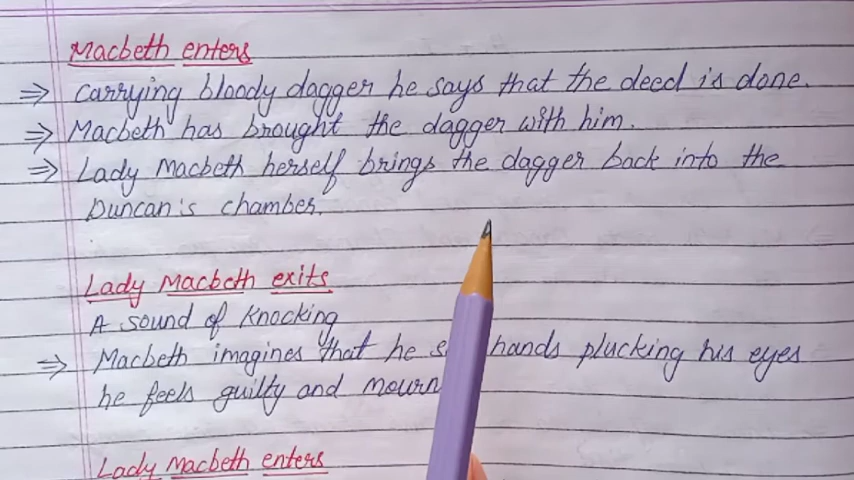 Macbeth enters
⇒ Carrying bloody dagger he says that the deed is done.
⇒ Macbeth has brought the dagger with him.
⇒ Lady Macbeth herself brings the dagger back into the
Duncan's chamber.
Lady Macbeth exits
A sound of knocking
⇒ Macbeth imagines that he hands plucking his eyes
he feels guilty and
Lady Macbeth enters